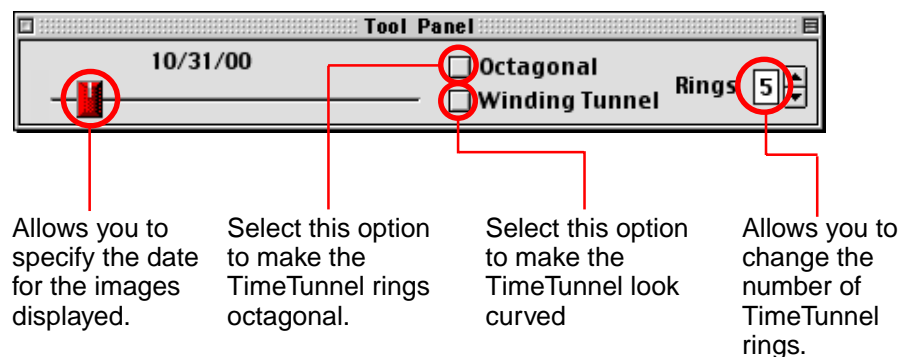 Tool Panel
10/31/00
Octagonal
Winding Tunnel
Rings 5
Allows you to
specify the date
for the images
displayed.
Select this option
to make the
TimeTunnel rings
octagonal.
Select this option
to make the
TimeTunnel look
curved
Allows you to
change the
number of
TimeTunnel
rings.